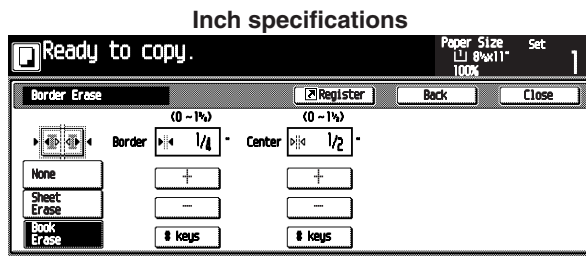 Inch specifications
Ready to copy.
Paper Size Set
8½x11"
100% 1
Border Erase Register Back Close
(0 ~ 1¾) (0 ~ 1¾)
Border 1/4 " Center 1/2 "
None + +
Sheet
Erase − −
Book
Erase # keys # keys